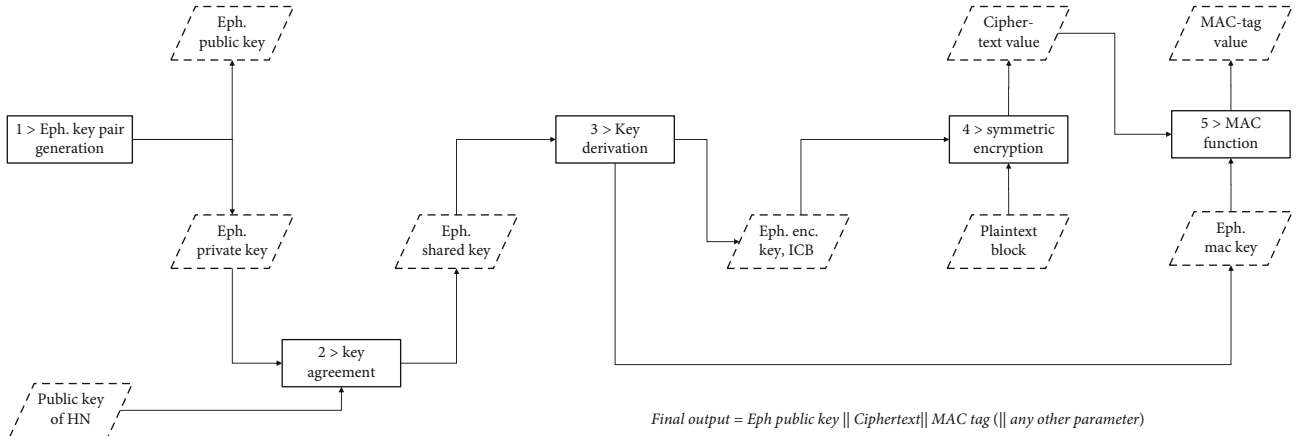 Eph.
public key
Cipher-
text value
MAC-tag
value
1 > Eph. key pair
generation
3 > Key
derivation
4 > symmetric
encryption
5 > MAC
function
Eph.
private key
Eph.
shared key
Eph. enc.
key, ICB
Plaintext
block
Eph.
mac key
2 > key
agreement
Public key
of HN
Final output = Eph public key || Ciphertext|| MAC tag (|| any other parameter)